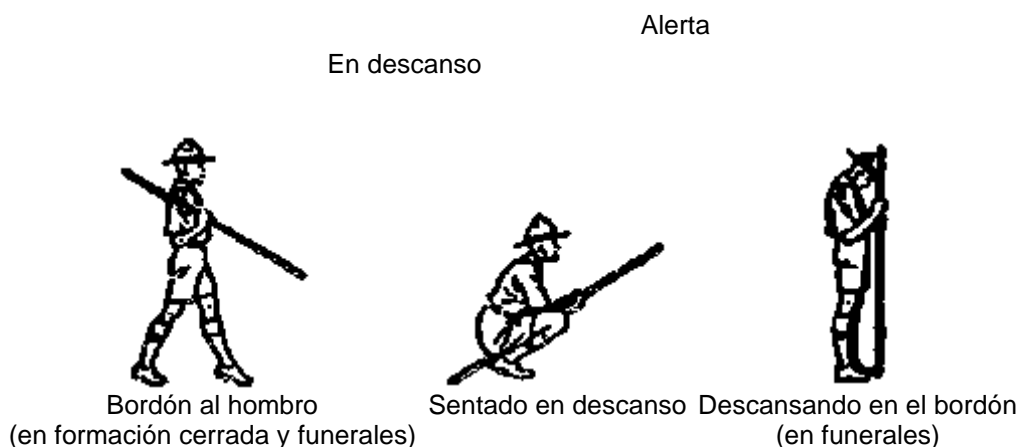 Alerta
En descanso
Bordón al hombro
(en formación cerrada y funerales)
Sentado en descanso
Descansando en el bordón
(en funerales)